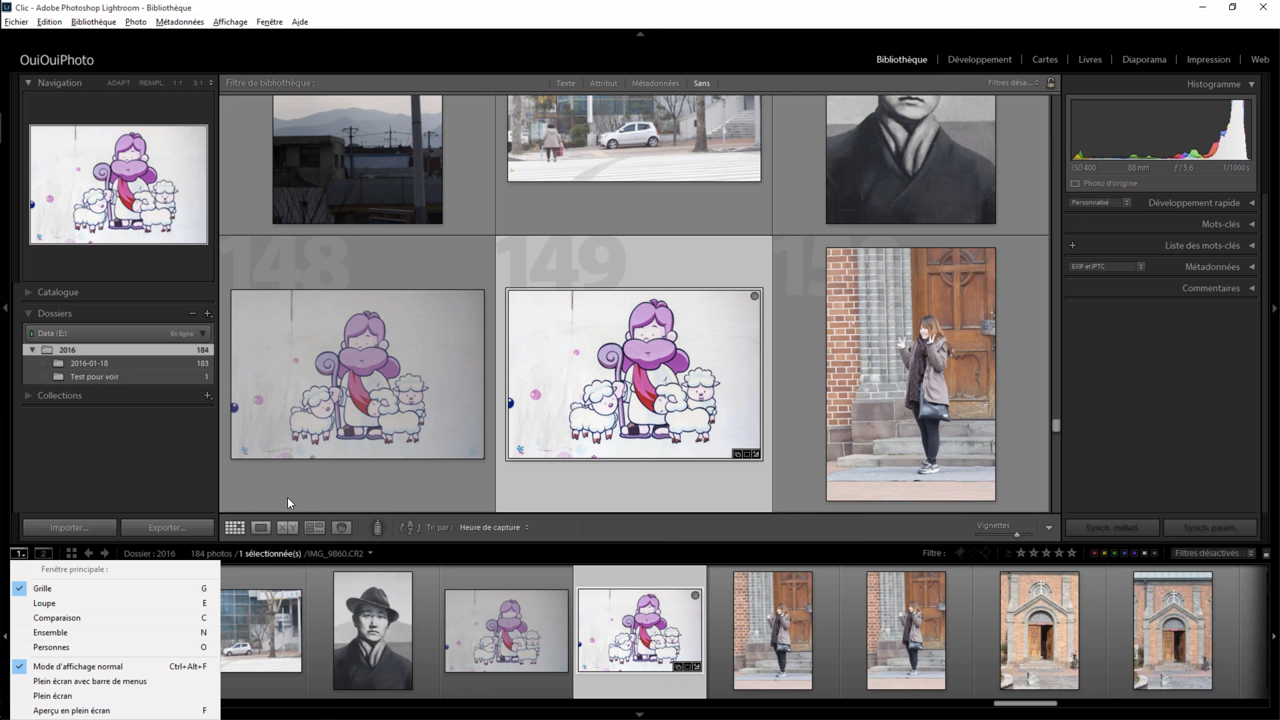 Clic - Adobe Photoshop Lightroom - Bibliothèque
Fichier Edition Bibliothèque Photo Métadonnées Affichage Fenêtre Aide
OuiOuiPhoto
Bibliothèque Développement Cartes Livres Diaporama Impression Web
Navigation ADAPT. REMPL. 1:1 3:1
Filtre de bibliothèque : Texte Attribut Métadonnées Sans Filtres désa...
Histogramme
ISO 400 88 mm ƒ / 5,6 1/1000 s
Photo d'origine
Personnalisé Développement rapide
Mots-clés
Liste des mots-clés
EXIF et IPTC Métadonnées
Commentaires
Catalogue
Dossiers
Data (E:) En ligne
2016 184
2016-01-18 183
Test pour voir 1
Collections
148 149
Importer... Exporter...
Tri par : Heure de capture
Vignettes
Synch. métad. Synch. param.
1 2 Dossier : 2016 184 photos / 1 sélectionnée(s) / IMG_9860.CR2
Filtre : Filtres désactivés
Fenêtre principale :
Grille G
Loupe E
Comparaison C
Ensemble N
Personnes O
Mode d'affichage normal Ctrl+Alt+F
Plein écran avec barre de menus
Plein écran
Aperçu en plein écran F